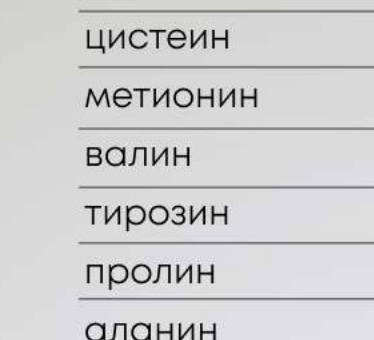 цистеин
метионин
валин
тирозин
пролин
аланин